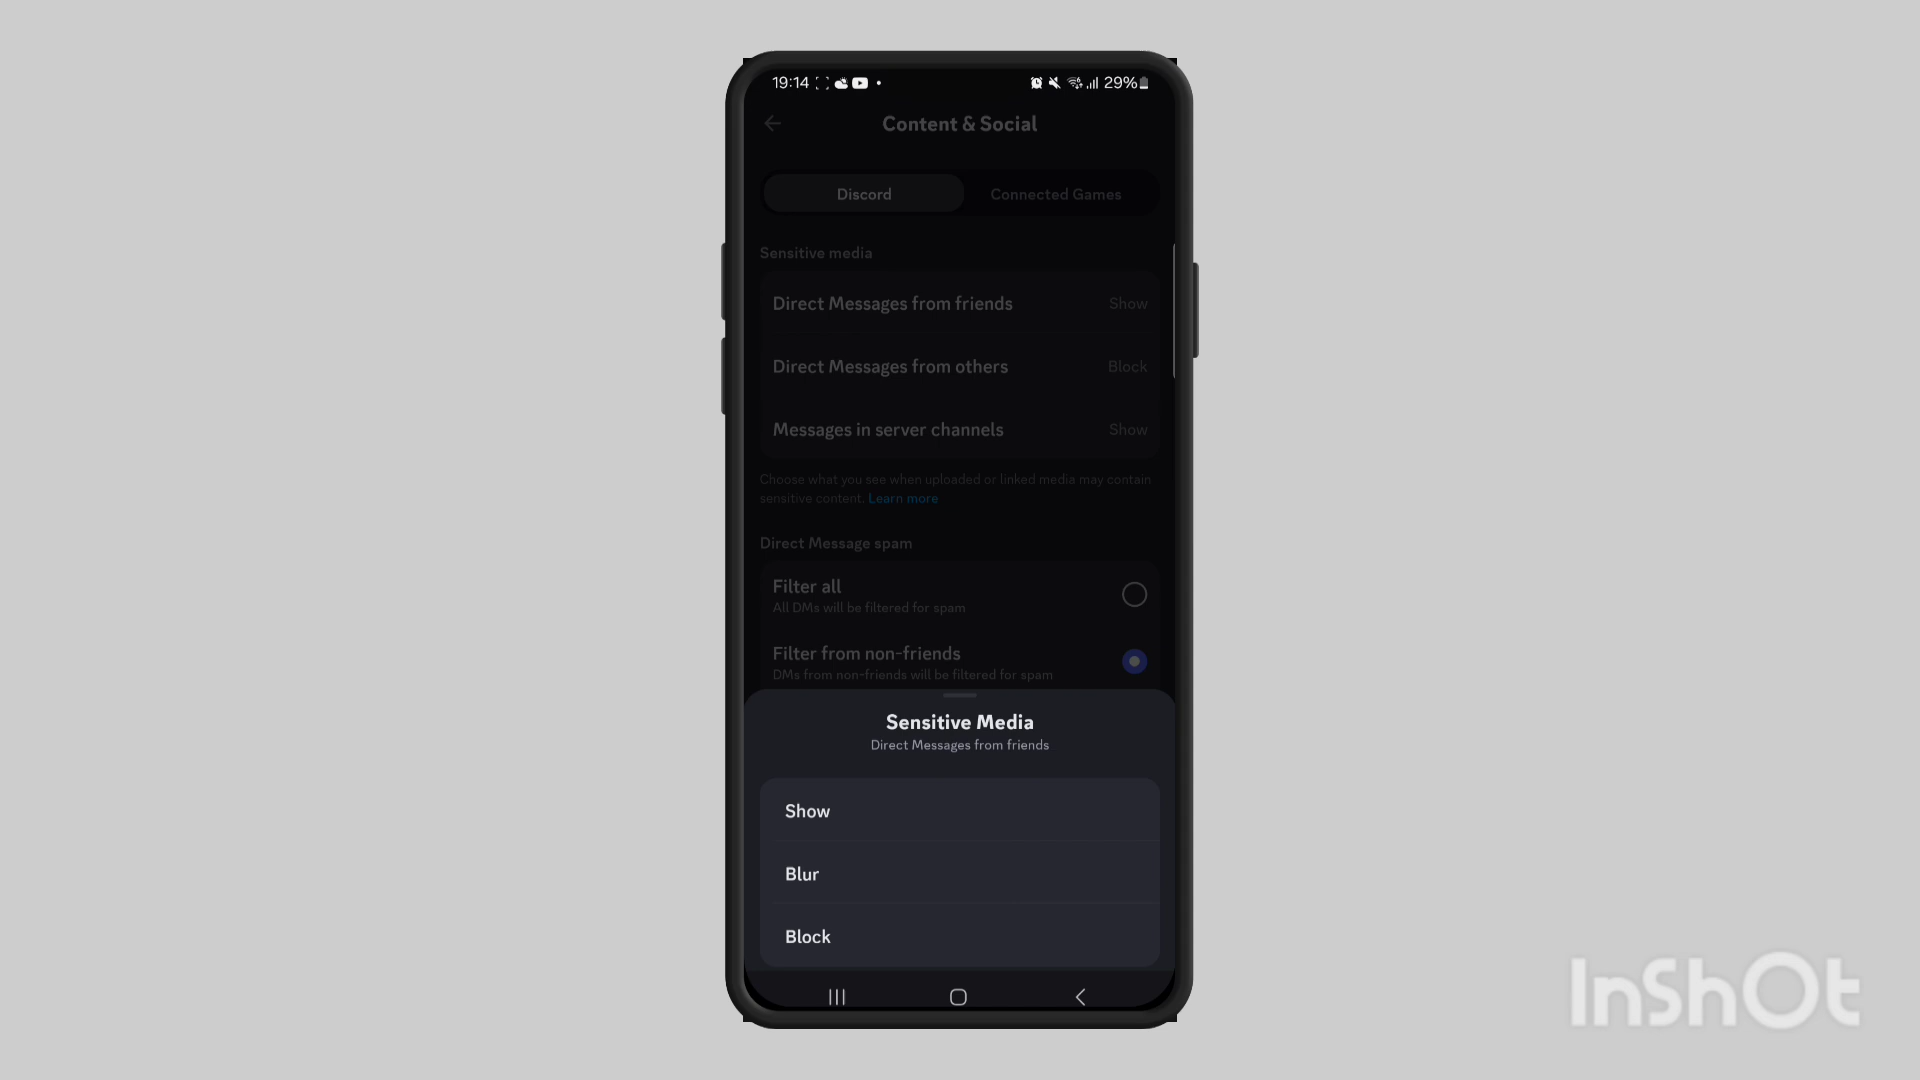 19:14
29%
Content & Social
Discord
Connected Games
Sensitive media
Direct Messages from friends
Show
Direct Messages from others
Block
Messages in server channels
Show
Choose what you see when uploaded or linked media may contain
sensitive content. Learn more
Direct Message spam
Filter all
All DMs will be filtered for spam
Filter from non-friends
DMs from non-friends will be filtered for spam
Sensitive Media
Direct Messages from friends
Show
Blur
Block
InShOt